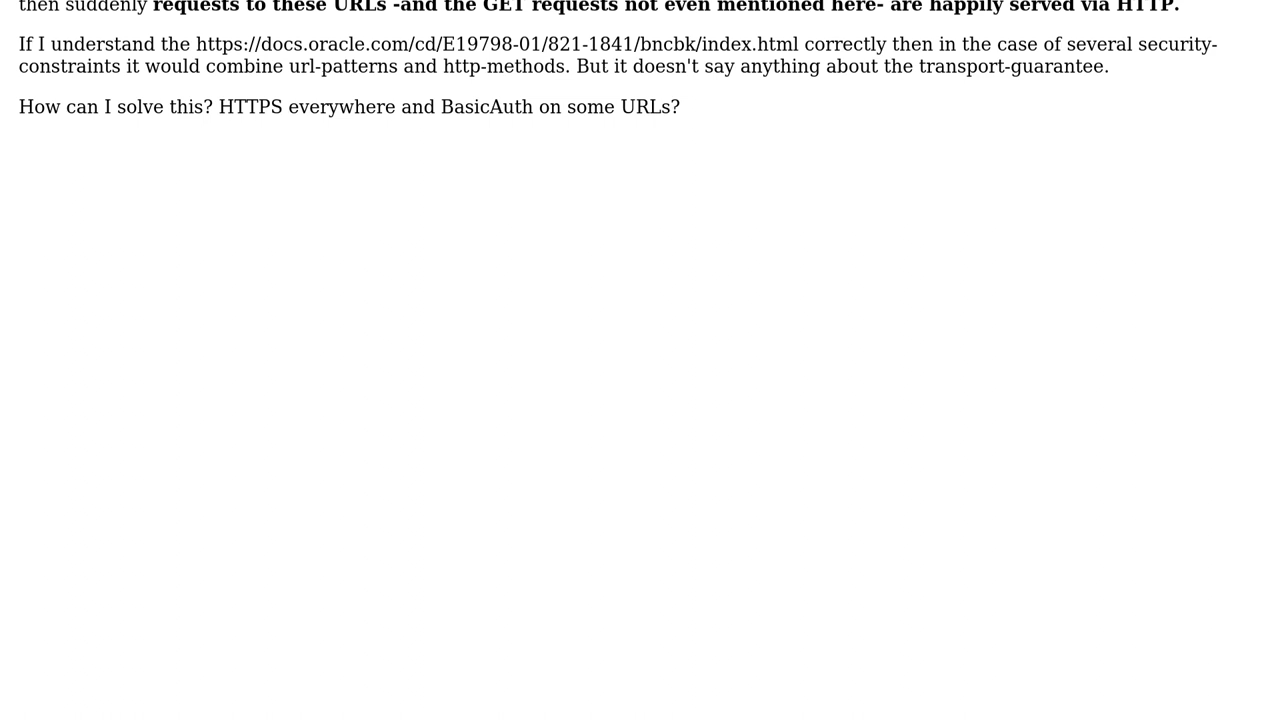 then suddenly requests to these URLs -and the GET requests not even mentioned here- are happily served via HTTP.
If I understand the https://docs.oracle.com/cd/E19798-01/821-1841/bncbk/index.html correctly then in the case of several security-
constraints it would combine url-patterns and http-methods. But it doesn't say anything about the transport-guarantee.
How can I solve this? HTTPS everywhere and BasicAuth on some URLs?